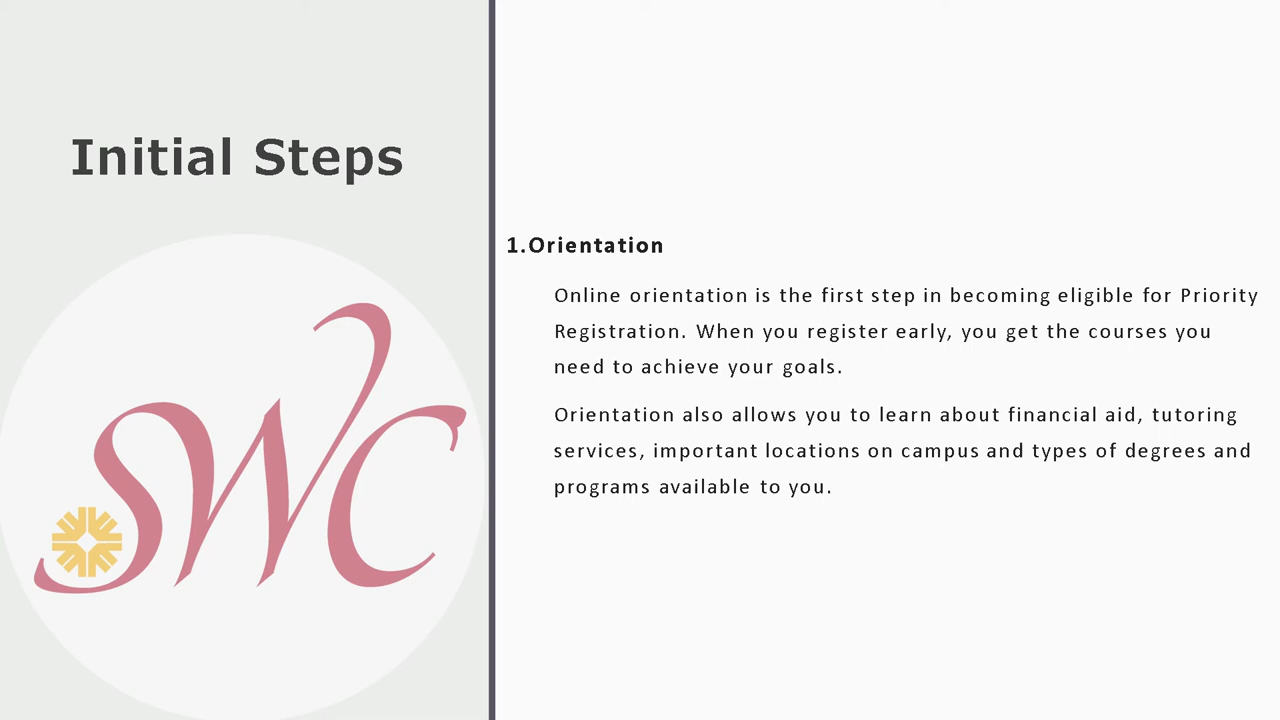 Initial Steps
SWC
1.Orientation
Online orientation is the first step in becoming eligible for Priority
Registration. When you register early, you get the courses you
need to achieve your goals.
Orientation also allows you to learn about financial aid, tutoring
services, important locations on campus and types of degrees and
programs available to you.